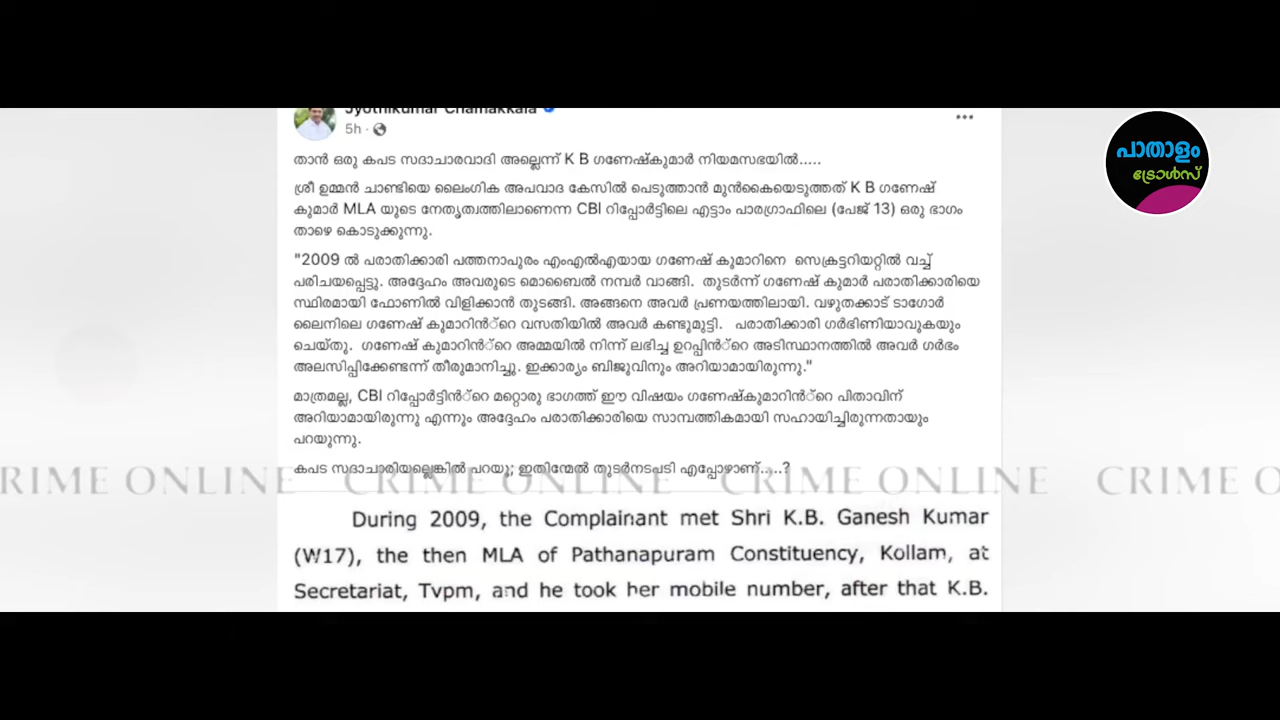 Jyothikumar Chamakkala
5h
പാതാളം
ട്രോൾസ്
താൻ ഒരു കപട സദാചാരവാദി അല്ലെന്ന് K B ഗണേഷ്കുമാർ നിയമസഭയിൽ.....
ശ്രീ ഉമ്മൻ ചാണ്ടിയെ ലൈംഗിക അപവാദ കേസിൽ പെടുത്താൻ മുൻകൈയെടുത്തത് K B ഗണേഷ്
കുമാർ MLA യുടെ നേതൃത്വത്തിലാണെന്ന CBI റിപ്പോർട്ടിലെ എട്ടാം പാരഗ്രാഫിലെ (പേജ് 13) ഒരു ഭാഗം
താഴെ കൊടുക്കുന്നു.
"2009 ൽ പരാതിക്കാരി പത്തനാപുരം എംഎൽഎയായ ഗണേഷ് കുമാറിനെ സെക്രട്ടറിയറ്റിൽ വച്ച്
പരിചയപ്പെട്ടു. അദ്ദേഹം അവരുടെ മൊബൈൽ നമ്പർ വാങ്ങി. തുടർന്ന് ഗണേഷ് കുമാർ പരാതിക്കാരിയെ
സ്ഥിരമായി ഫോണിൽ വിളിക്കാൻ തുടങ്ങി. അങ്ങനെ അവർ പ്രണയത്തിലായി. വഴുതക്കാട് ടാഗോർ
ലൈനിലെ ഗണേഷ് കുമാറിൻ്റെ വസതിയിൽ അവർ കണ്ടുമുട്ടി. പരാതിക്കാരി ഗർഭിണിയാവുകയും
ചെയ്തു. ഗണേഷ് കുമാറിൻ്റെ അമ്മയിൽ നിന്ന് ലഭിച്ച ഉറപ്പിൻ്റെ അടിസ്ഥാനത്തിൽ അവർ ഗർഭം
അലസിപ്പിക്കേണ്ടന്ന് തീരുമാനിച്ചു. ഇക്കാര്യം ബിജുവിനും അറിയാമായിരുന്നു."
മാത്രമല്ല, CBI റിപ്പോർട്ടിൻ്റെ മറ്റൊരു ഭാഗത്ത് ഈ വിഷയം ഗണേഷ്കുമാറിൻ്റെ പിതാവിന്
അറിയാമായിരുന്നു എന്നും അദ്ദേഹം പരാതിക്കാരിയെ സാമ്പത്തികമായി സഹായിച്ചിരുന്നതായും
പറയുന്നു.
കപട സദാചാരിയല്ലെങ്കിൽ പറയൂ; ഇതിന്മേൽ തുടർനടപടി എപ്പോഴാണ്.....?
CRIME ONLINE CRIME ONLINE CRIME ONLINE CRIME O
During 2009, the Complainant met Shri K.B. Ganesh Kumar
(W17), the then MLA of Pathanapuram Constituency, Kollam, at
Secretariat, Tvpm, and he took her mobile number, after that K.B.